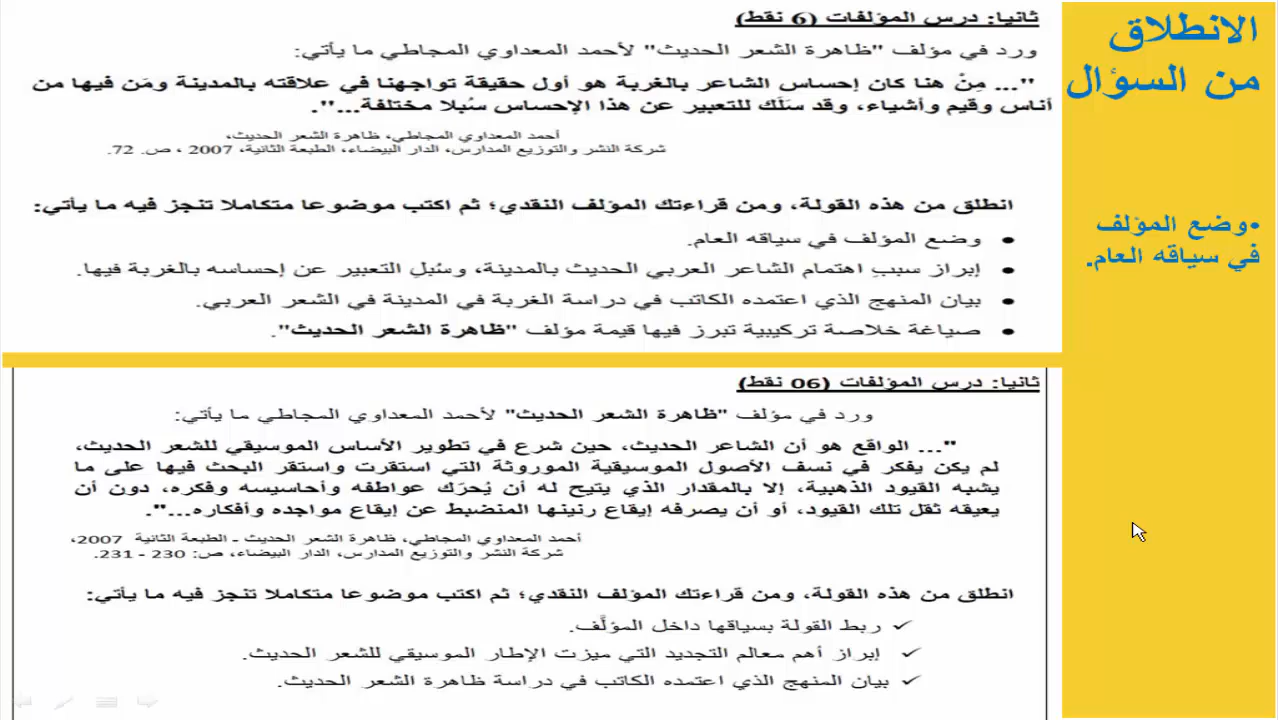 الانطلاق
من السؤال
•وضع المؤلف
في سياقه العام.
ثانيا: درس المؤلفات (6 نقط)
ورد في مؤلف "ظاهرة الشعر الحديث" لأحمد المعداوي المجاطي ما يأتي:
"... مِنْ هنا كان إحساس الشاعر بالغربة هو أول حقيقة تواجهنا في علاقته بالمدينة ومَن فيها من
أناس وقيم وأشياء، وقد سَلَك للتعبير عن هذا الإحساس سُبلا مختلفة...".
أحمد المعداوي المجاطي، ظاهرة الشعر الحديث،
شركة النشر والتوزيع المدارس، الدار البيضاء، الطبعة الثانية، 2007 ، ص. 72.
انطلق من هذه القولة، ومن قراءتك المؤلف النقدي؛ ثم اكتب موضوعا متكاملا تنجز فيه ما يأتي:
• وضع المؤلف في سياقه العام.
• إبراز سببِ اهتمام الشاعر العربي الحديث بالمدينة، وسُبلِ التعبير عن إحساسه بالغربة فيها.
• بيان المنهج الذي اعتمده الكاتب في دراسة الغربة في المدينة في الشعر العربي.
• صياغة خلاصة تركيبية تبرز فيها قيمة مؤلف "ظاهرة الشعر الحديث".
ثانيا: درس المؤلفات (06 نقط)
ورد في مؤلف "ظاهرة الشعر الحديث" لأحمد المعداوي المجاطي ما يأتي:
"... الواقع هو أن الشاعر الحديث، حين شرع في تطوير الأساس الموسيقي للشعر الحديث،
لم يكن يفكر في نسف الأصول الموسيقية الموروثة التي استقرت واستقر البحث فيها على ما
يشبه القيود الذهبية، إلا بالمقدار الذي يتيح له أن يُحرّك عواطفه وأحاسيسه وفكره، دون أن
يعيقه ثقل تلك القيود، أو أن يصرفه إيقاع رنينها المنضبط عن إيقاع مواجده وأفكاره...".
أحمد المعداوي المجاطي، ظاهرة الشعر الحديث ـ الطبعة الثانية 2007،
شركة النشر والتوزيع المدارس، الدار البيضاء، ص: 230 - 231.
انطلق من هذه القولة، ومن قراءتك المؤلف النقدي؛ ثم اكتب موضوعا متكاملا تنجز فيه ما يأتي:
✓ ربط القولة بسياقها داخل المؤلَّف.
✓ إبراز أهم معالم التجديد التي ميزت الإطار الموسيقي للشعر الحديث.
✓ بيان المنهج الذي اعتمده الكاتب في دراسة ظاهرة الشعر الحديث.